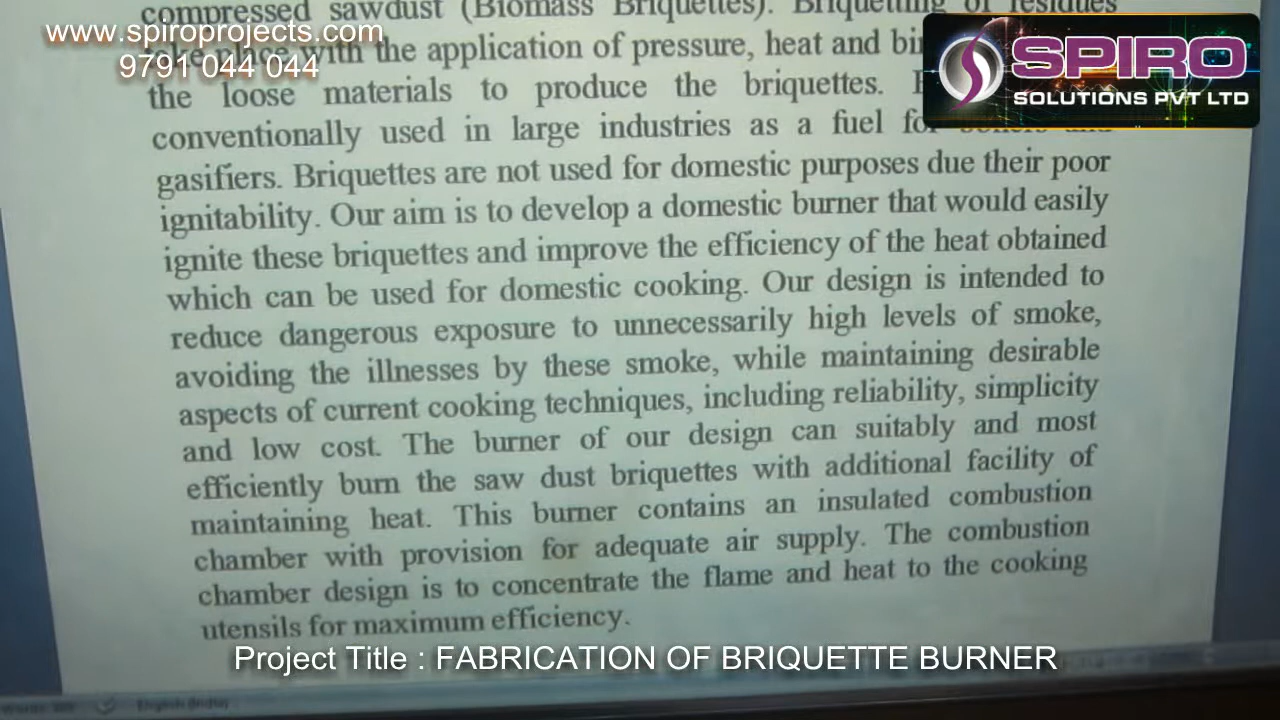 compressed sawdust (Biomass Briquettes). Briquetting of residues
www.spiroprojects.com
9791 044 044
SPIRO
SOLUTIONS PVT LTD
take place with the application of pressure, heat and
the loose materials to produce the briquettes.
conventionally used in large industries as a fuel for boilers and
gasifiers. Briquettes are not used for domestic purposes due their poor
ignitability. Our aim is to develop a domestic burner that would easily
ignite these briquettes and improve the efficiency of the heat obtained
which can be used for domestic cooking. Our design is intended to
reduce dangerous exposure to unnecessarily high levels of smoke,
avoiding the illnesses by these smoke, while maintaining desirable
aspects of current cooking techniques, including reliability, simplicity
and low cost. The burner of our design can suitably and most
efficiently burn the saw dust briquettes with additional facility of
maintaining heat. This burner contains an insulated combustion
chamber with provision for adequate air supply. The combustion
chamber design is to concentrate the flame and heat to the cooking
utensils for maximum efficiency.
Project Title : FABRICATION OF BRIQUETTE BURNER
English (India)